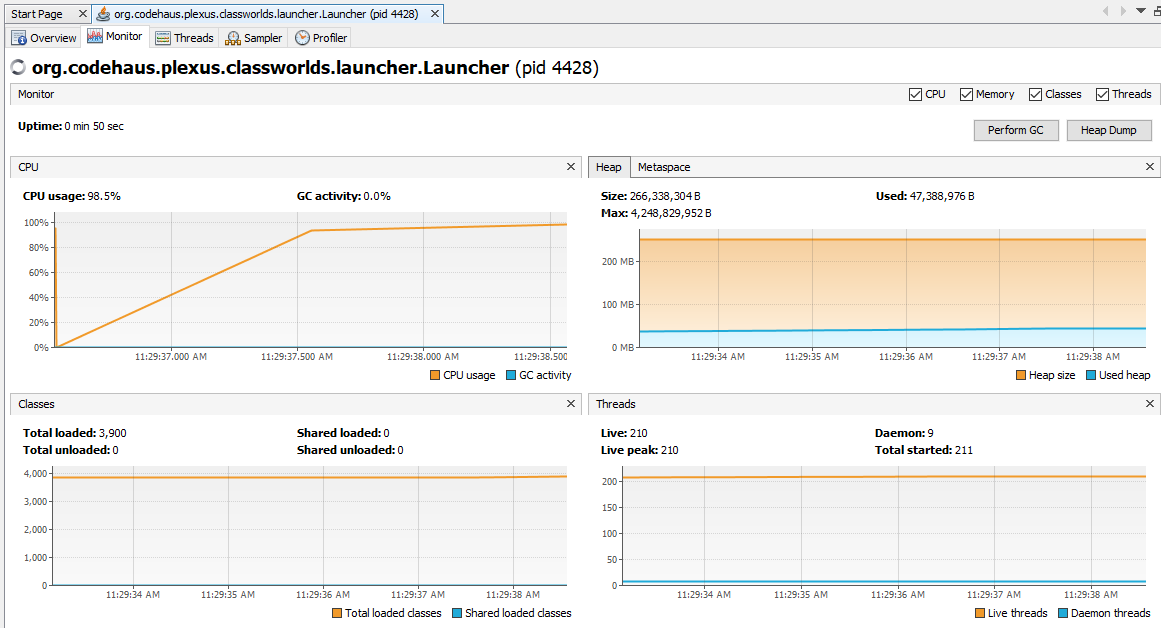 Start Page
org.codehaus.plexus.classworlds.launcher.Launcher (pid 4428)
Overview
Monitor
Threads
Sampler
Profiler
org.codehaus.plexus.classworlds.launcher.Launcher (pid 4428)
Monitor
CPU
Memory
Classes
Threads
Uptime: 0 min 50 sec
Perform GC
Heap Dump
CPU
CPU usage: 98.5%
GC activity: 0.0%
100%
80%
60%
40%
20%
0%
11:29:37.000 AM
11:29:37.500 AM
11:29:38.000 AM
11:29:38.500
CPU usage
GC activity
Heap
Metaspace
Size: 266,338,304 B
Used: 47,388,976 B
Max: 4,248,829,952 B
200 MB
100 MB
0 MB
11:29:34 AM
11:29:35 AM
11:29:36 AM
11:29:37 AM
11:29:38 AM
Heap size
Used heap
Classes
Total loaded: 3,900
Shared loaded: 0
Total unloaded: 0
Shared unloaded: 0
4,000
3,000
2,000
1,000
0
11:29:34 AM
11:29:35 AM
11:29:36 AM
11:29:37 AM
11:29:38 AM
Total loaded classes
Shared loaded classes
Threads
Live: 210
Daemon: 9
Live peak: 210
Total started: 211
200
150
100
50
0
11:29:34 AM
11:29:35 AM
11:29:36 AM
11:29:37 AM
11:29:38 AM
Live threads
Daemon threads